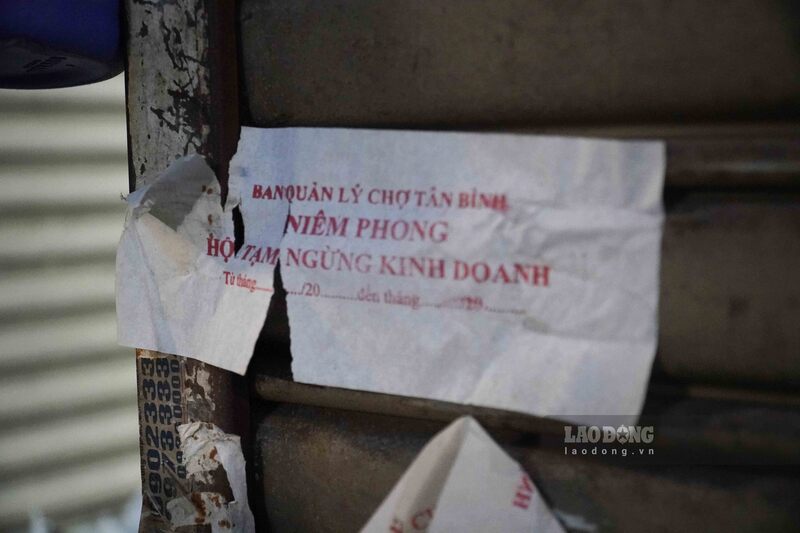 BAN QUẢN LÝ CHỢ TÂN BÌNH
NIÊM PHONG
HỘ TẠM NGỪNG KINH DOANH
Từ tháng............/20..........đến tháng............/20..........
LAO ĐỘNG
laodong.vn